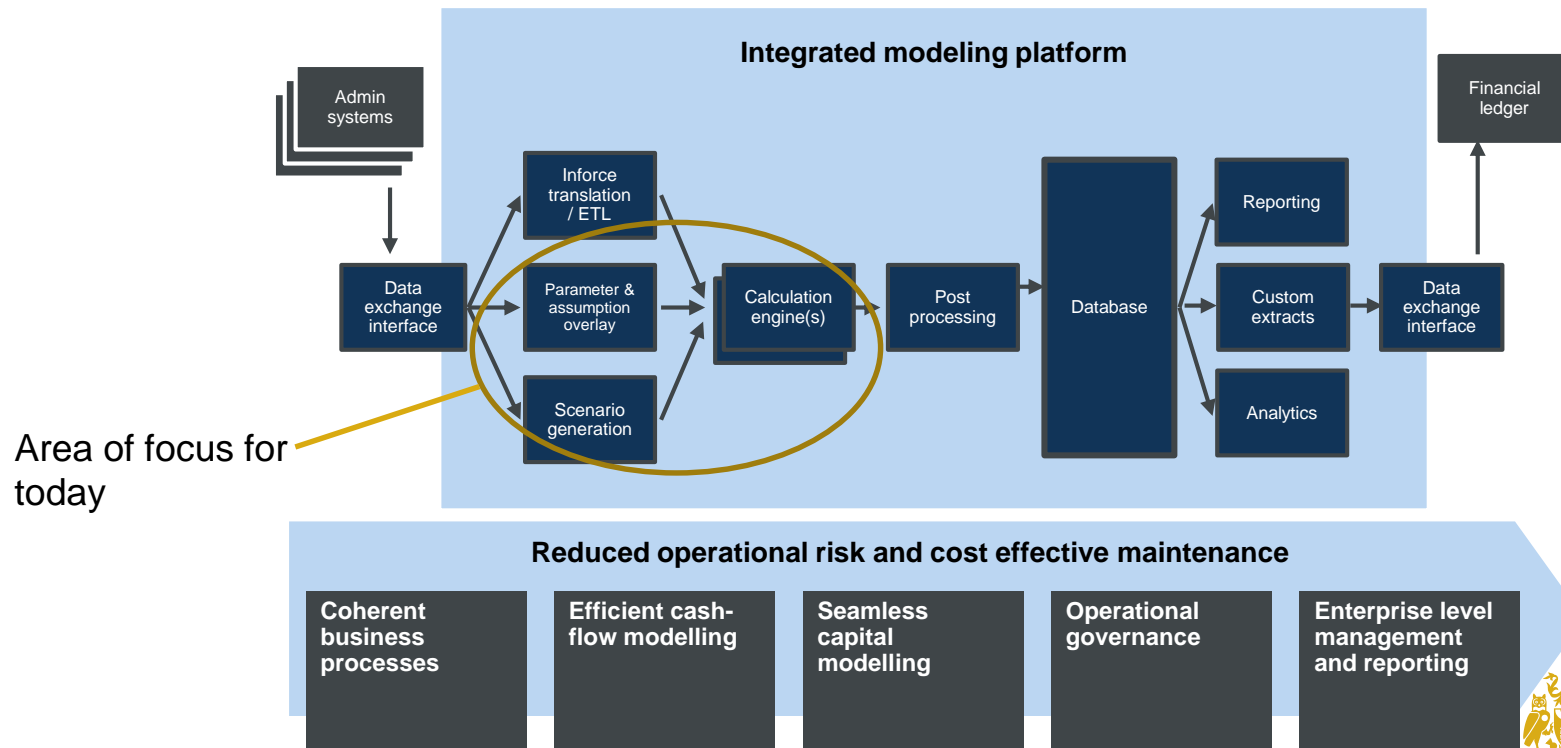 Integrated modeling platform
Admin
systems
Financial
ledger
Inforce
translation
/ ETL
Reporting
Data
exchange
interface
Parameter &
assumption
overlay
Calculation
engine(s)
Post
processing
Database
Custom
extracts
Data
exchange
interface
Scenario
generation
Analytics
Area of focus for
today
Reduced operational risk and cost effective maintenance
Coherent
business
processes
Efficient cash-
flow modelling
Seamless
capital
modelling
Operational
governance
Enterprise level
management
and reporting